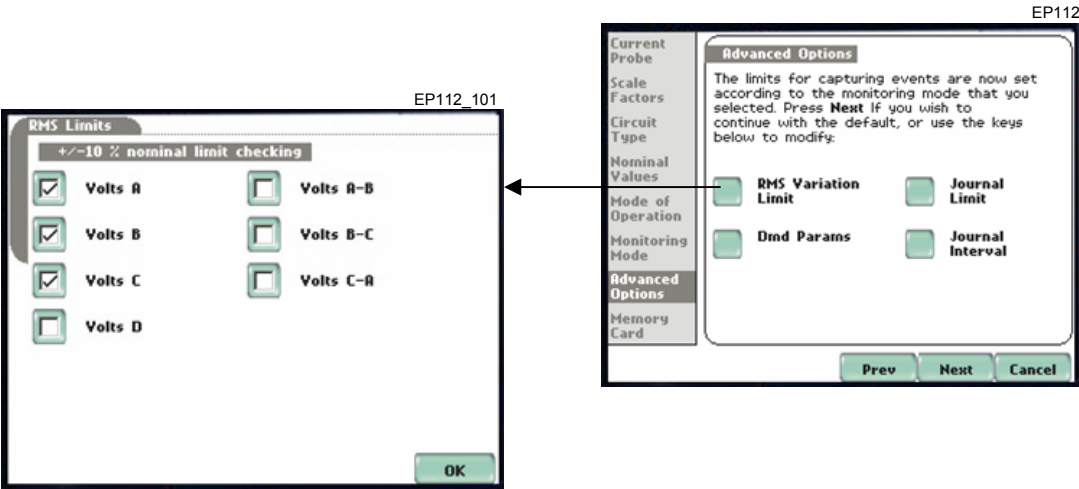 EP112
Current
Probe
Scale
Factors
Circuit
Type
Nominal
Values
Mode of
Operation
Monitoring
Mode
Advanced
Options
Memory
Card
Advanced Options
The limits for capturing events are now set
according to the monitoring mode that you
selected. Press Next If you wish to
continue with the default, or use the keys
below to modify:
RMS Variation
Limit
Journal
Limit
Dmd Params
Journal
Interval
Prev
Next
Cancel
EP112_101
RMS Limits
+/-10 % nominal limit checking
Volts A
Volts A-B
Volts B
Volts B-C
Volts C
Volts C-A
Volts D
OK